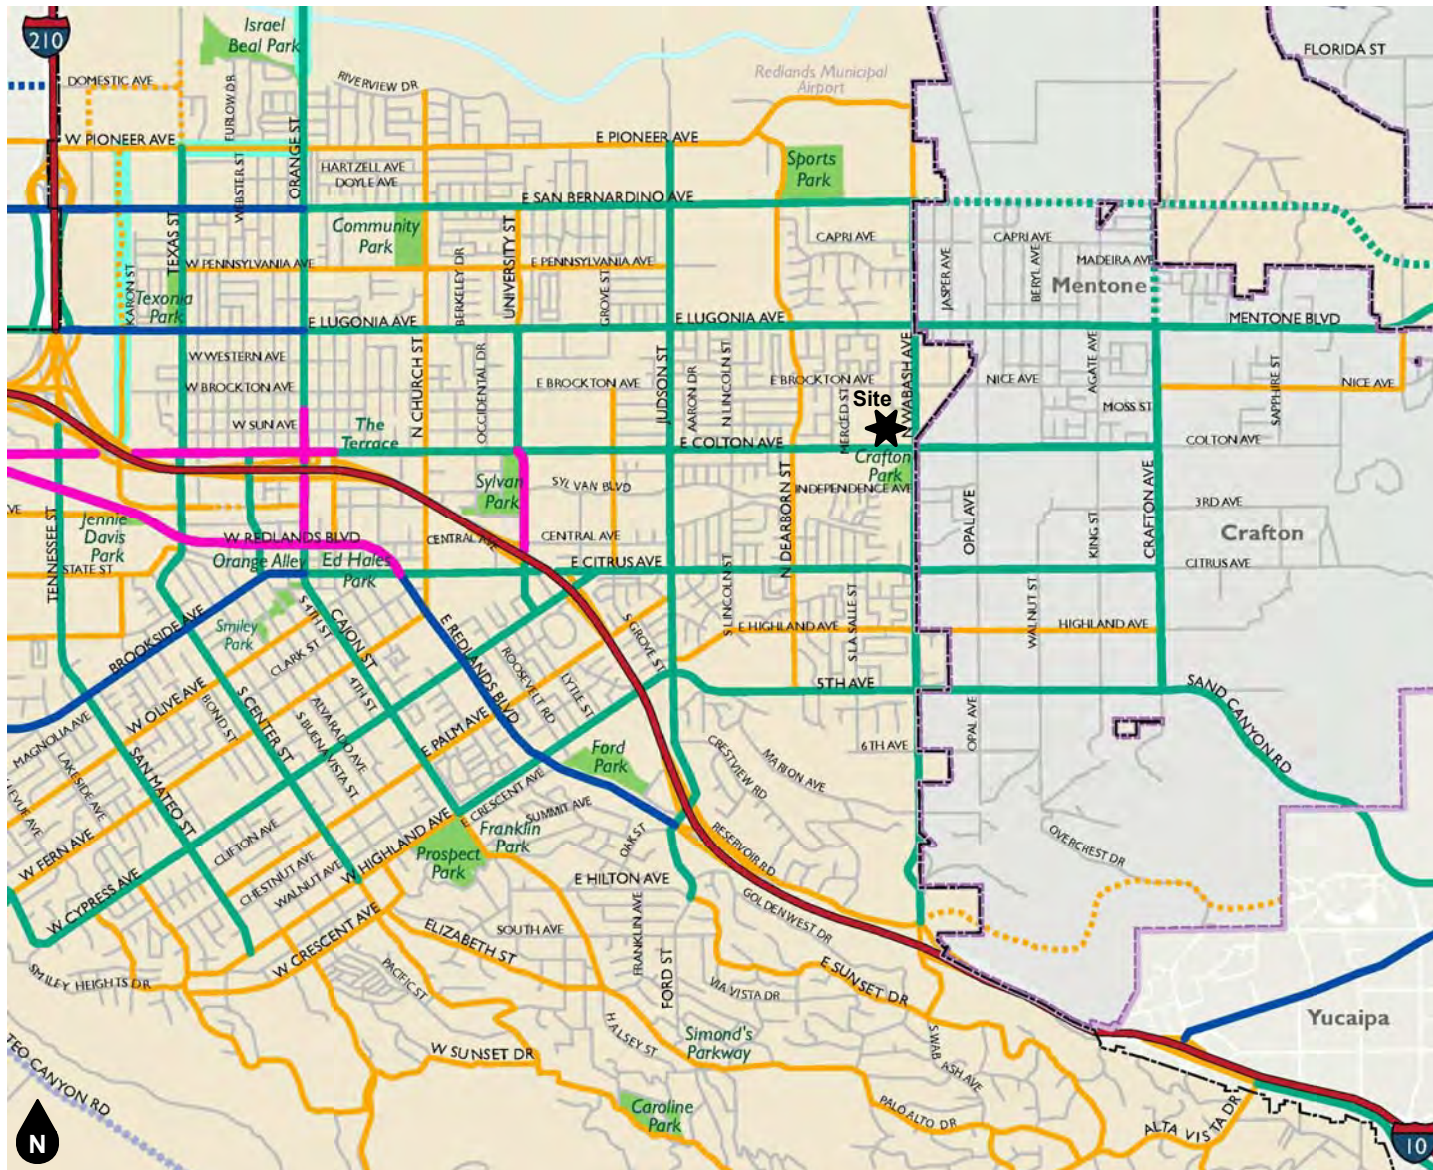 210
Israel
Beal Park
DOMESTIC AVE
FURLOW DR
RIVERVIEW DR
Redlands Municipal
Airport
FLORIDA ST
W PIONEER AVE
E PIONEER AVE
WEBSTER ST
ORANGE ST
HARTZELL AVE
DOYLE AVE
Sports
Park
E SAN BERNARDINO AVE
TEXAS ST
Community
Park
UNIVERSITY ST
CAPRI AVE
CAPRI AVE
KARON ST
W PENNSYLVANIA AVE
BERKELEY DR
E PENNSYLVANIA AVE
GROVE ST
JASPER AVE
BERYL AVE
MADEIRA AVE
Mentone
Texonia
Park
E LUGONIA AVE
E LUGONIA AVE
MENTONE BLVD
W WESTERN AVE
N CHURCH ST
OCCIDENTAL DR
JUDSON ST
AARON DR
N LINCOLN ST
N WABASH AVE
AGATE AVE
SAPPHIRE ST
W BROCKTON AVE
E BROCKTON AVE
E BROCKTON AVE
MERCED ST
NICE AVE
NICE AVE
Site
MOSS ST
W SUN AVE
The
Terrace
E COLTON AVE
COLTON AVE
Crafton
Park
Sylvan
Park
SYLVAN BLVD
N DEARBORN ST
INDEPENDENCE AVE
OPAL AVE
KING ST
CRAFTON AVE
3RD AVE
Crafton
VE
TENNESSEE ST
Jennie
Davis
Park
W REDLANDS BLVD
CENTRAL AVE
CENTRAL AVE
STATE ST
Orange Alley
Ed Hales
Park
E CITRUS AVE
CITRUS AVE
BROOKSIDE AVE
Smiley
Park
S 4TH ST
CAJON ST
E REDLANDS BLVD
S GROVE ST
S LINCOLN ST
E HIGHLAND AVE
S LA SALLE ST
WALNUT ST
HIGHLAND AVE
CLARK ST
4TH ST
ROOSEVELT RD
LYTLE ST
5TH AVE
SAND CANYON RD
W OLIVE AVE
BOND ST
S CENTER ST
ALVARADO AVE
S BUENA VISTA ST
E PALM AVE
MAGNOLIA AVE
LAKESIDE AVE
SAN MATEO ST
Ford
Park
CRESTVIEW RD
MARION AVE
6TH AVE
OPAL AVE
LEVUE AVE
W FERN AVE
CLIFTON AVE
CHESTNUT AVE
WALNUT AVE
W HIGHLAND AVE
E CRESCENT AVE
SUMMIT AVE
Franklin
Park
OAK ST
RESERVOIR RD
OVERCREST DR
Prospect
Park
W CYPRESS AVE
E HILTON AVE
FRANKLIN AVE
GOLDEN WEST DR
W CRESCENT AVE
ELIZABETH ST
SOUTH AVE
FORD ST
SMILEY HEIGHTS DR
PACIFIC ST
E SUNSET DR
VIA VISTA DR
Yucaipa
HALSEY ST
Simond's
Parkway
S WABASH AVE
W SUNSET DR
TEO CANYON RD
Caroline
Park
PALO ALTO DR
ALTA VISTA DR
N
10